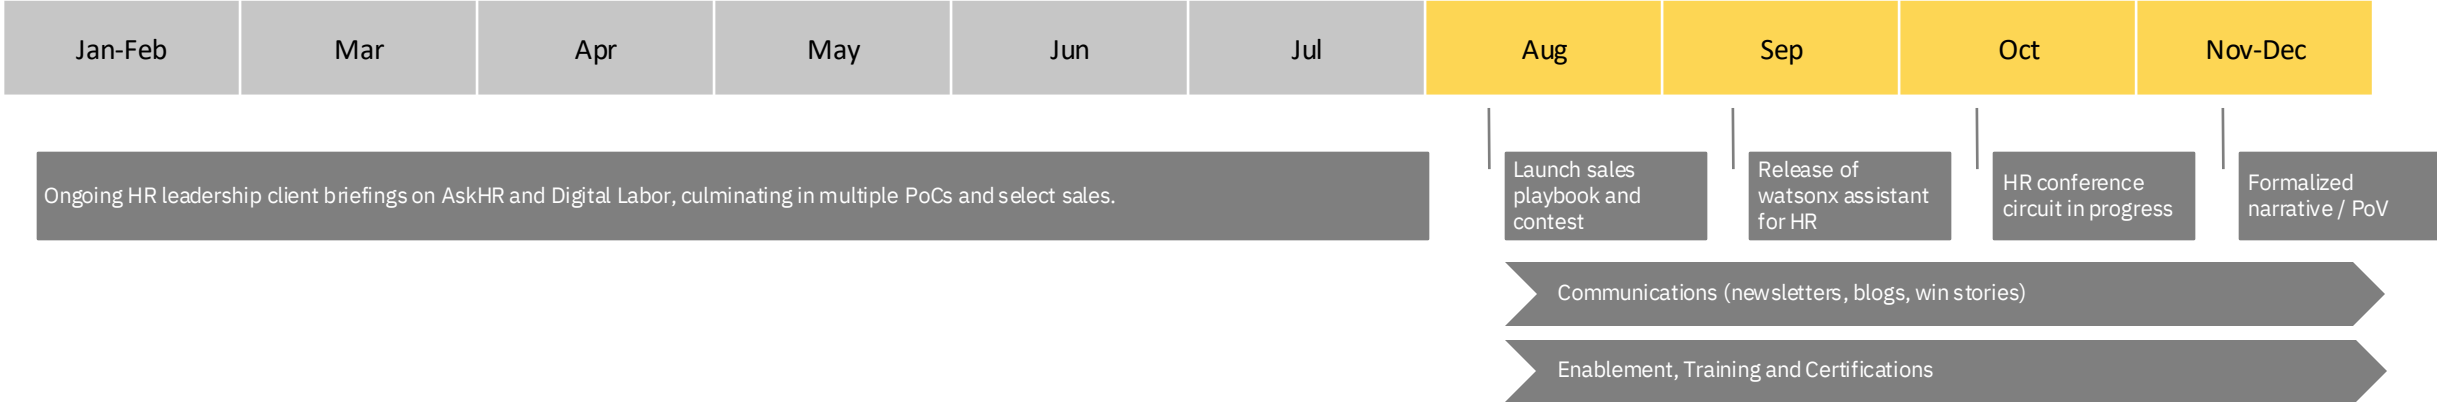 Jan-Feb
Mar
Apr
May
Jun
Jul
Aug
Sep
Oct
Nov-Dec
Ongoing HR leadership client briefings on AskHR and Digital Labor, culminating in multiple PoCs and select sales.
Launch sales
playbook and
contest
Release of
watsonx assistant
for HR
HR conference
circuit in progress
Formalized
narrative / PoV
Communications (newsletters, blogs, win stories)
Enablement, Training and Certifications